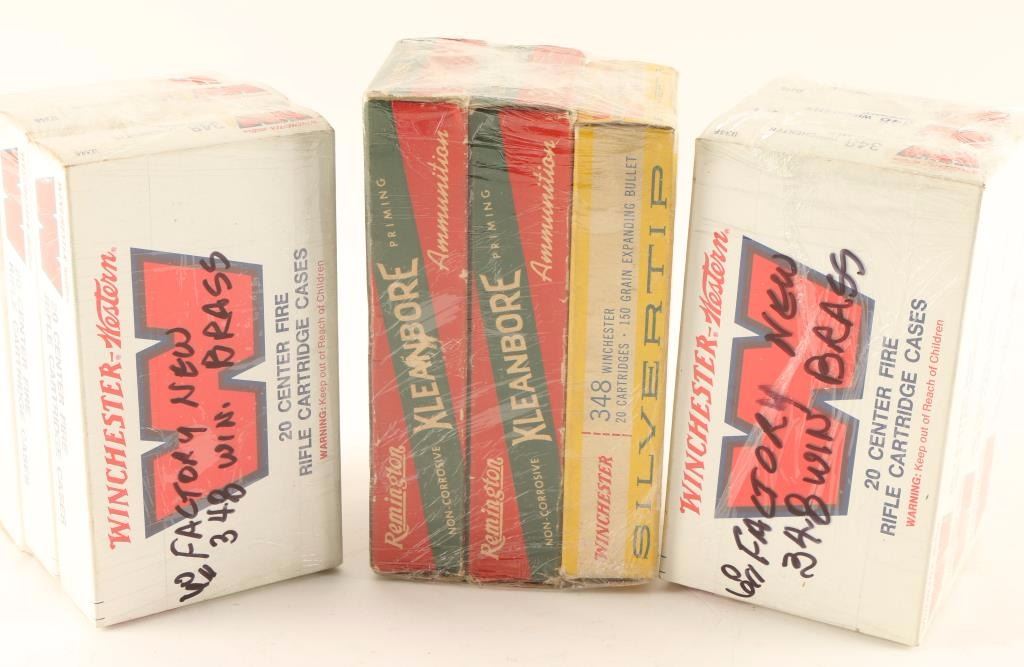 348
WINCHESTER-Western
20 CENTER FIRE
RIFLE CARTRIDGE CASES
WARNING: Keep out of Reach of Children
60 FACTORY NEW
348 WIN. BRASS
Remington
KLEANBORE
PRIMING
NON-CORROSIVE
Ammunition
Remington
KLEANBORE
PRIMING
NON-CORROSIVE
Ammunition
348 WINCHESTER
20 CARTRIDGES · 150 GRAIN EXPANDING BULLET
WINCHESTER
SILVERTIP
348
WINCHESTER-Western
20 CENTER FIRE
RIFLE CARTRIDGE CASES
WARNING: Keep out of Reach of Children
60 FACTORY NEW
348 WIN BRASS